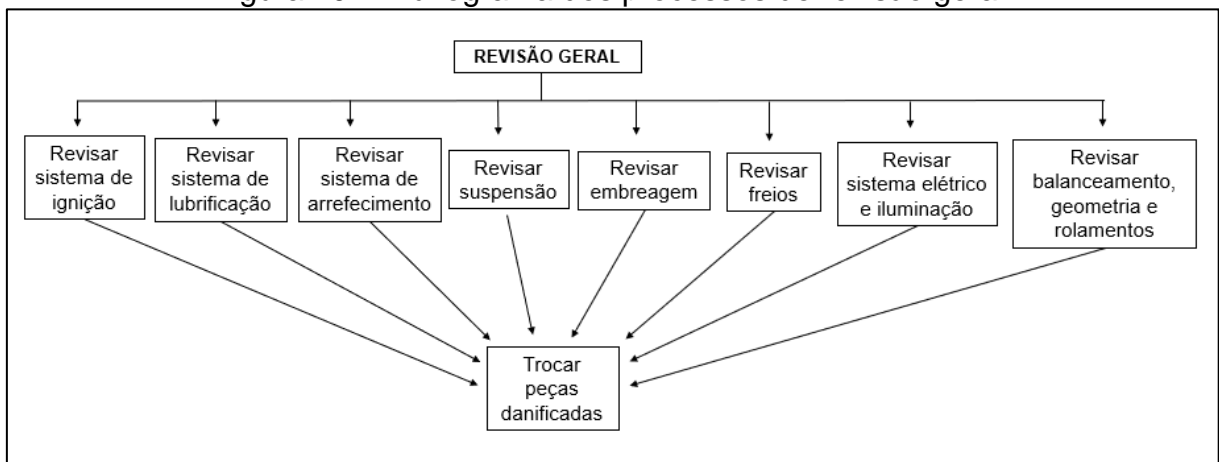 REVISÃO GERAL
Revisar
sistema de
ignição
Revisar
sistema de
lubrificação
Revisar
sistema de
arrefecimento
Revisar
suspensão
Revisar
embreagem
Revisar
freios
Revisar
sistema elétrico
e iluminação
Revisar
balanceamento,
geometria e
rolamentos
Trocar
peças
danificadas